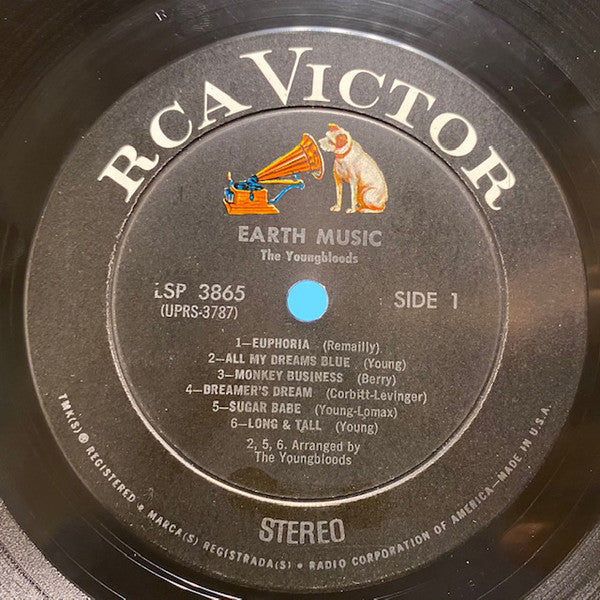 RCA VICTOR
EARTH MUSIC
The Youngbloods
LSP 3865
(UPRS-3787)
SIDE 1
1—EUPHORIA (Remailly)
2—ALL MY DREAMS BLUE (Young)
3—MONKEY BUSINESS (Berry)
4—DREAMER'S DREAM (Corbitt-Levinger)
5—SUGAR BABE (Young-Lomax)
6—LONG & TALL (Young)
2, 5, 6. Arranged by
The Youngbloods
STEREO
TMK(S) ® REGISTERED • MARCA(S) REGISTRADA(S) • RADIO CORPORATION OF AMERICA—MADE IN U.S.A.